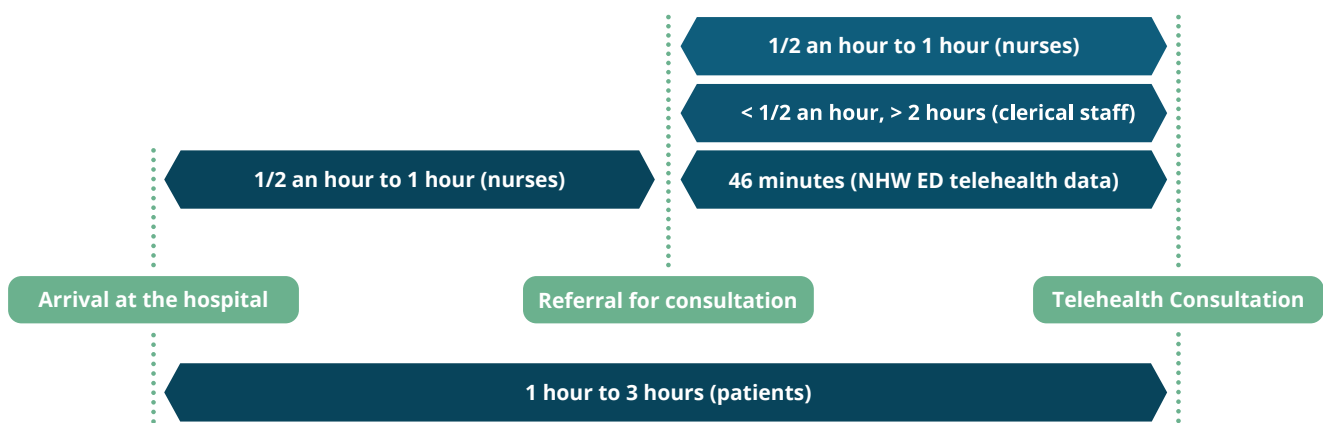 1/2 an hour to 1 hour (nurses)
< 1/2 an hour, > 2 hours (clerical staff)
1/2 an hour to 1 hour (nurses)
46 minutes (NHW ED telehealth data)
Arrival at the hospital
Referral for consultation
Telehealth Consultation
1 hour to 3 hours (patients)